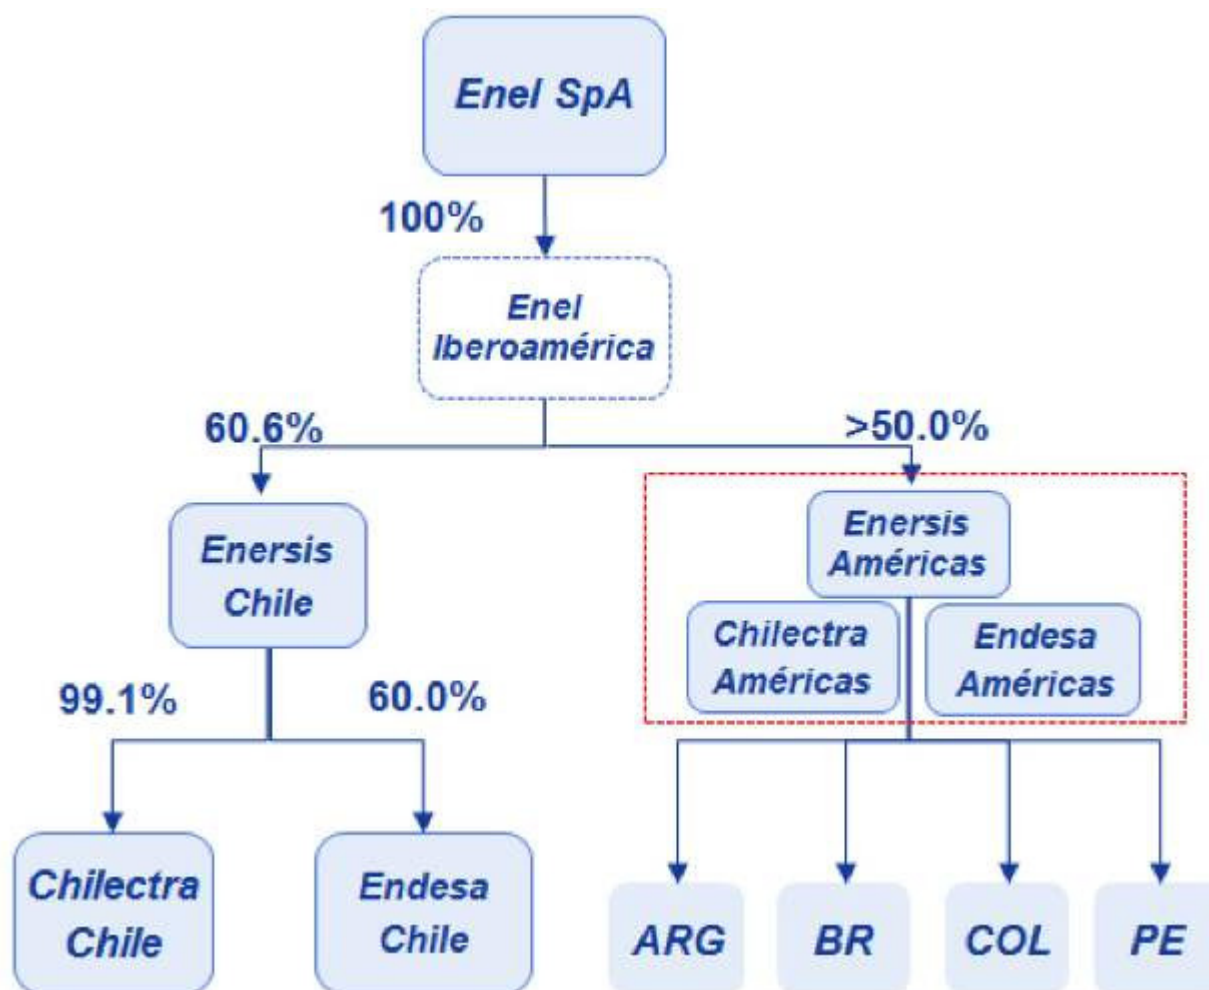 Enel SpA
100%
Enel
Iberoamérica
60.6%
>50.0%
Enersis
Chile
Enersis
Américas
Chilectra
Américas
Endesa
Américas
99.1%
60.0%
Chilectra
Chile
Endesa
Chile
ARG
BR
COL
PE